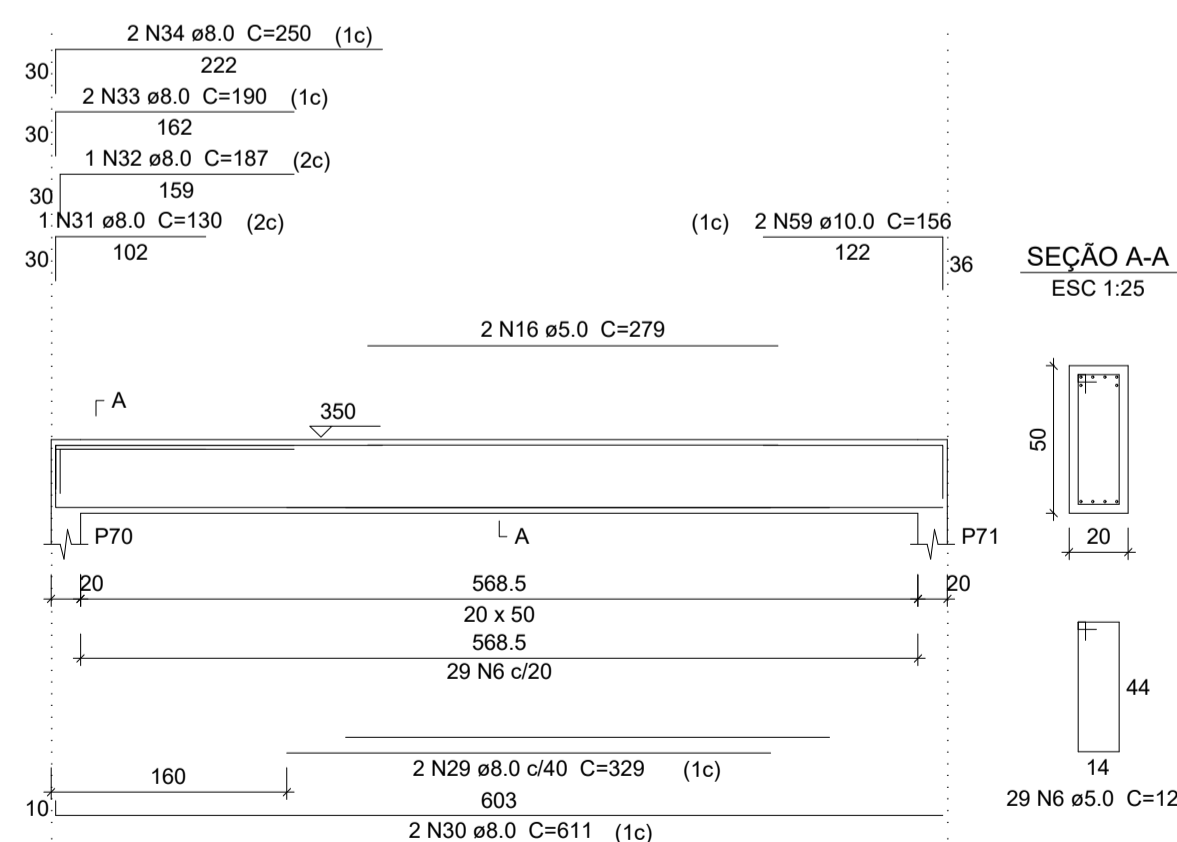 2 N34 ø8.0 C=250 (1c)
30
222
2 N33 ø8.0 C=190 (1c)
30
162
1 N32 ø8.0 C=187 (2c)
30
159
1 N31 ø8.0 C=130 (2c)
30
102
(1c) 2 N59 ø10.0 C=156
122
36
SEÇÃO A-A
ESC 1:25
2 N16 ø5.0 C=279
A
350
50
20
P70
A
P71
20
568.5
20
20 x 50
568.5
29 N6 c/20
44
14
29 N6 ø5.0 C=12
2 N29 ø8.0 c/40 C=329 (1c)
160
10
603
2 N30 ø8.0 C=611 (1c)